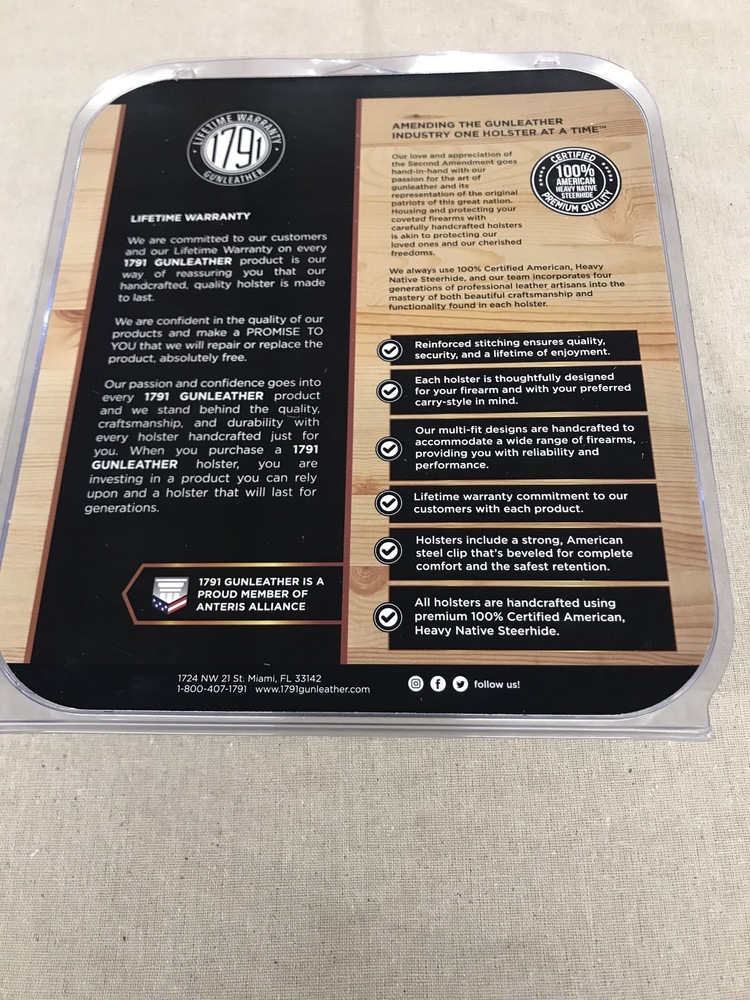 LIFETIME WARRANTY
1791
GUNLEATHER
LIFETIME WARRANTY
We are committed to our customers
and our Lifetime Warranty on every
1791 GUNLEATHER product is our
way of reassuring you that our
handcrafted, quality holster is made
to last.
We are confident in the quality of our
products and make a PROMISE TO
YOU that we will repair or replace the
product, absolutely free.
Our passion and confidence goes into
every 1791 GUNLEATHER product
and we stand behind the quality,
craftsmanship, and durability with
every holster handcrafted just for
you. When you purchase a 1791
GUNLEATHER holster, you are
investing in a product you can rely
upon and a holster that will last for
generations.
1791 GUNLEATHER IS A
PROUD MEMBER OF
ANTERIS ALLIANCE
AMENDING THE GUNLEATHER
INDUSTRY ONE HOLSTER AT A TIME™
Our love and appreciation of
the Second Amendment goes
hand-in-hand with our
passion for the art of
gunleather and its
representation of the original
patriots of this great nation.
Housing and protecting your
coveted firearms with
carefully handcrafted holsters
is akin to protecting our
loved ones and our cherished
freedoms.
CERTIFIED
100%
AMERICAN
HEAVY NATIVE
STEERHIDE
PREMIUM QUALITY
We always use 100% Certified American, Heavy
Native Steerhide, and our team incorporates four
generations of professional leather artisans into the
mastery of both beautiful craftsmanship and
functionality found in each holster.
Reinforced stitching ensures quality,
security, and a lifetime of enjoyment.
Each holster is thoughtfully designed
for your firearm and with your preferred
carry-style in mind.
Our multi-fit designs are handcrafted to
accommodate a wide range of firearms,
providing you with reliability and
performance.
Lifetime warranty commitment to our
customers with each product.
Holsters include a strong, American
steel clip that's beveled for complete
comfort and the safest retention.
All holsters are handcrafted using
premium 100% Certified American,
Heavy Native Steerhide.
1724 NW 21 St. Miami, FL 33142
1-800-407-1791 www.1791gunleather.com
follow us!